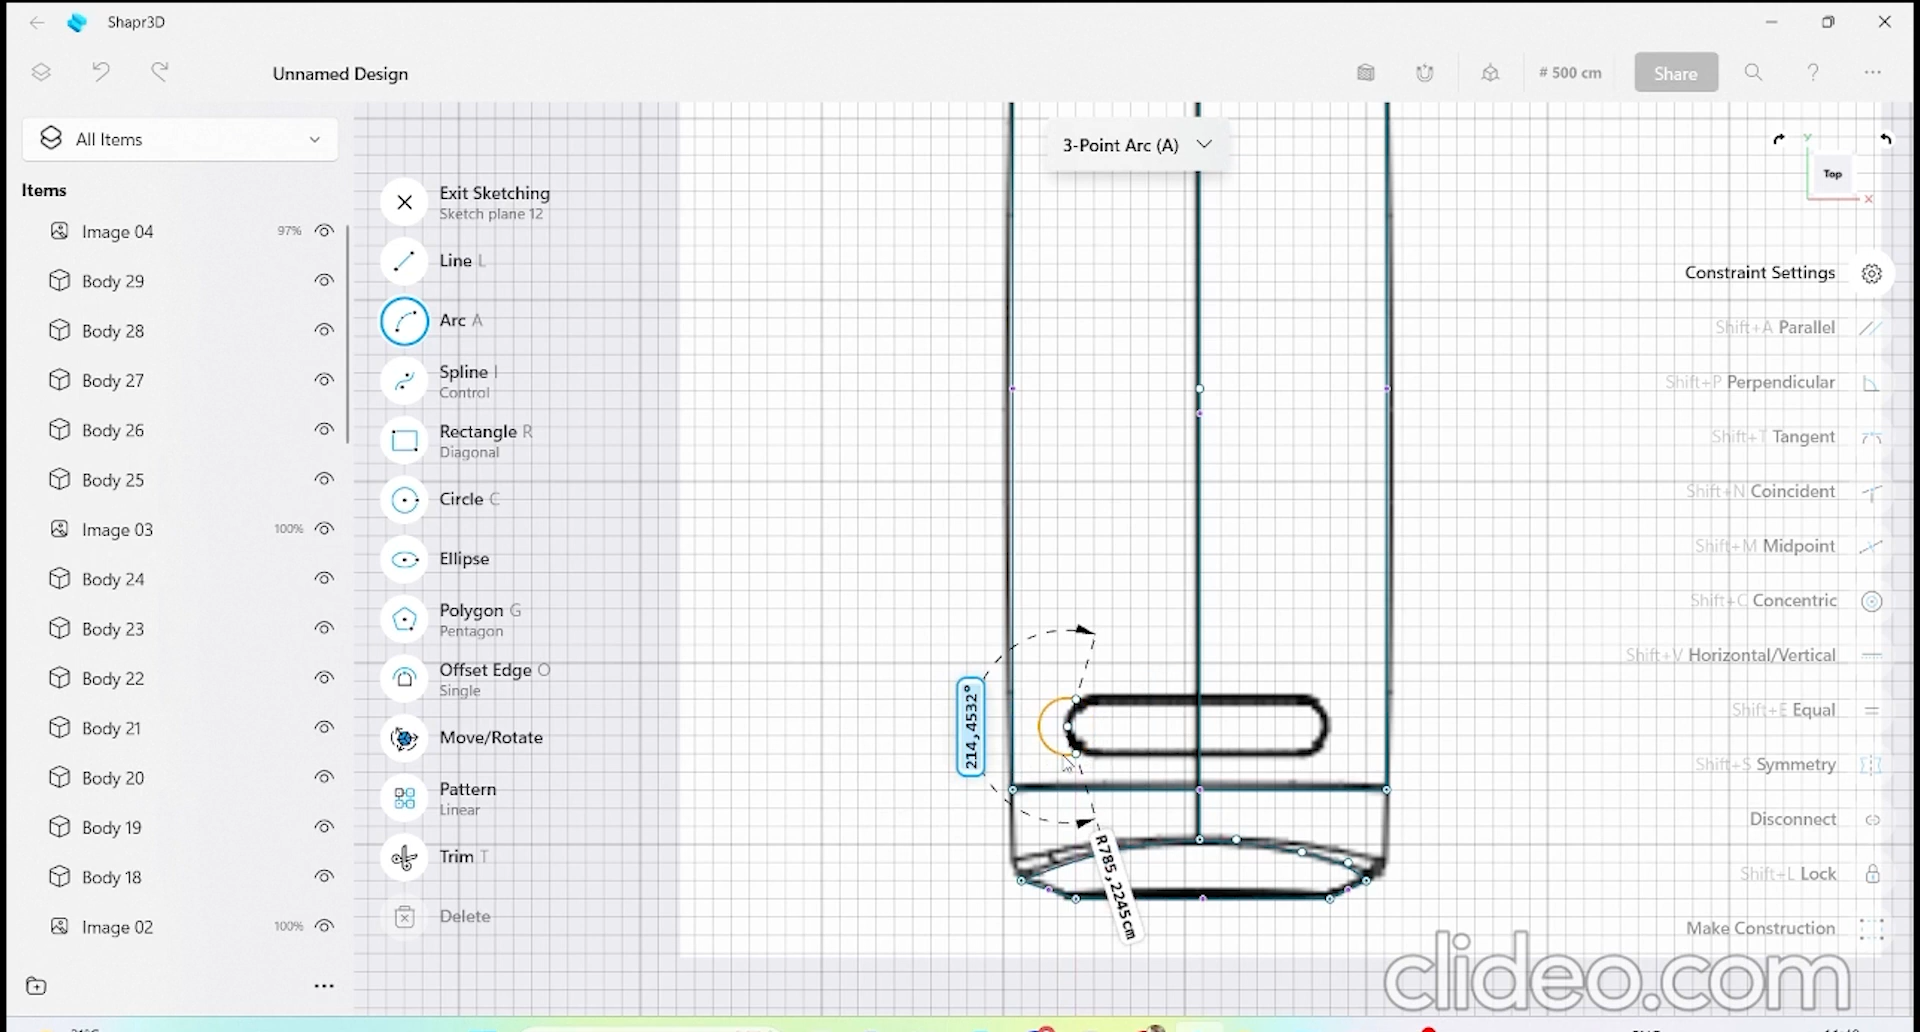 Shapr3D
Unnamed Design
# 500 cm
Share
All Items
Items
Image 04 97%
Body 29
Body 28
Body 27
Body 26
Body 25
Image 03 100%
Body 24
Body 23
Body 22
Body 21
Body 20
Body 19
Body 18
Image 02 100%
Exit Sketching
Sketch plane 12
Line L
Arc A
Spline I
Control
Rectangle R
Diagonal
Circle C
Ellipse
Polygon G
Pentagon
Offset Edge O
Single
Move/Rotate
Pattern
Linear
Trim T
Delete
3-Point Arc (A)
214,4532°
R785,2245cm
Y
Top
X
Constraint Settings
Shift+A Parallel
Shift+P Perpendicular
Shift+T Tangent
Shift+N Coincident
Shift+M Midpoint
Shift+C Concentric
Shift+V Horizontal/Vertical
Shift+E Equal
Shift+S Symmetry
Disconnect
Shift+L Lock
Make Construction
clideo.com